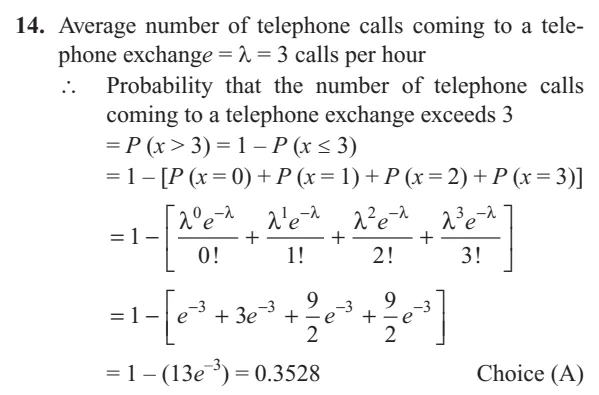 14. Average number of telephone calls coming to a tele-
phone exchange = λ = 3 calls per hour
∴ Probability that the number of telephone calls
coming to a telephone exchange exceeds 3
= P (x > 3) = 1 – P (x ≤ 3)
= 1 – [P (x = 0) + P (x = 1) + P (x = 2) + P (x = 3)]
= 1 – [ λ⁰e^(–λ)/0! + λ¹e^(–λ)/1! + λ²e^(–λ)/2! + λ³e^(–λ)/3! ]
= 1 – [ e^(–3) + 3e^(–3) + 9/2 e^(–3) + 9/2 e^(–3) ]
= 1 – (13e^(–3)) = 0.3528 Choice (A)